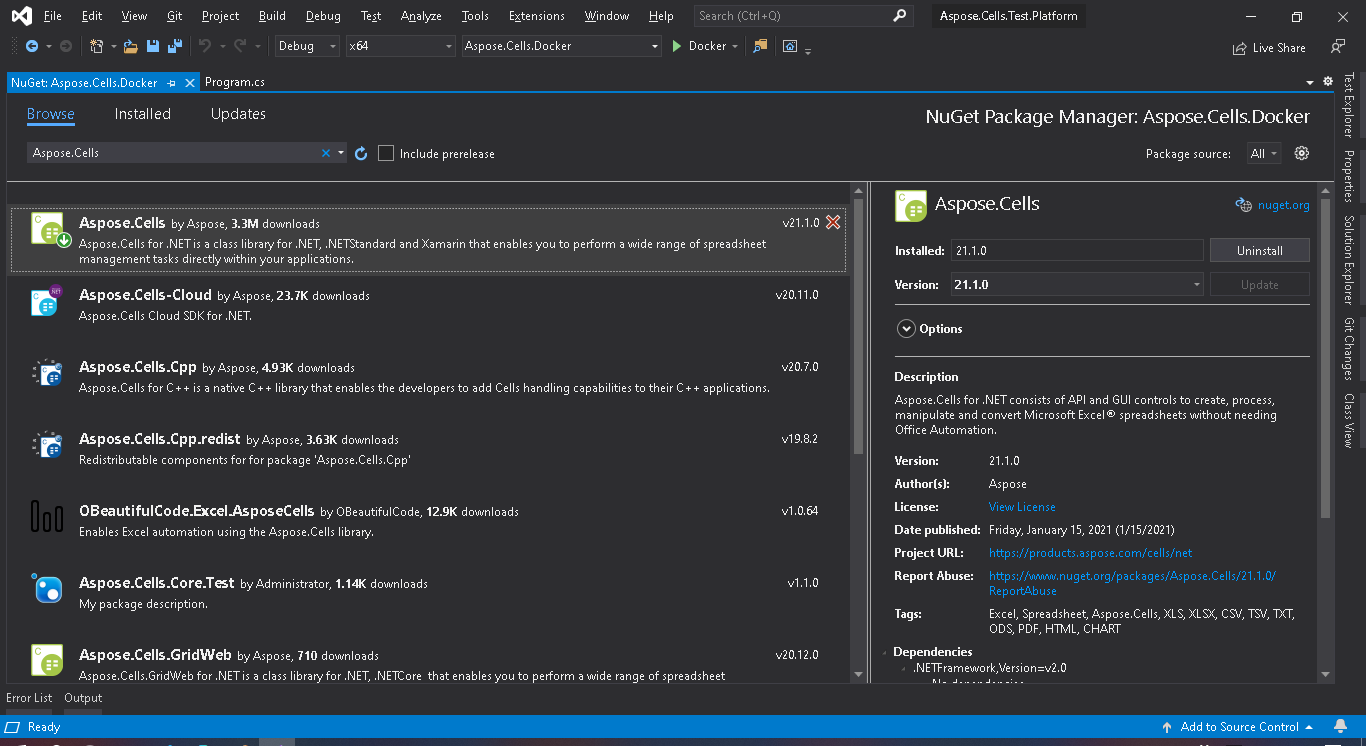 File Edit View Git Project Build Debug Test Analyze Tools Extensions Window Help Search (Ctrl+Q) Aspose.Cells.Test.Platform
Debug x64 Aspose.Cells.Docker Docker Live Share
NuGet: Aspose.Cells.Docker Program.cs
Browse Installed Updates
NuGet Package Manager: Aspose.Cells.Docker
Aspose.Cells Include prerelease Package source: All
Aspose.Cells by Aspose, 3.3M downloads v21.1.0
Aspose.Cells for .NET is a class library for .NET, .NETStandard and Xamarin that enables you to perform a wide range of spreadsheet
management tasks directly within your applications.
Aspose.Cells-Cloud by Aspose, 23.7K downloads v20.11.0
Aspose.Cells Cloud SDK for .NET.
Aspose.Cells.Cpp by Aspose, 4.93K downloads v20.7.0
Aspose.Cells for C++ is a native C++ library that enables the developers to add Cells handling capabilities to their C++ applications.
Aspose.Cells.Cpp.redist by Aspose, 3.63K downloads v19.8.2
Redistributable components for for package 'Aspose.Cells.Cpp'
OBeautifulCode.Excel.AsposeCells by OBeautifulCode, 12.9K downloads v1.0.64
Enables Excel automation using the Aspose.Cells library.
Aspose.Cells.Core.Test by Administrator, 1.14K downloads v1.1.0
My package description.
Aspose.Cells.GridWeb by Aspose, 710 downloads v20.12.0
Aspose.Cells.GridWeb for .NET is a class library for .NET, .NETCore that enables you to perform a wide range of spreadsheet
Aspose.Cells nuget.org
Installed: 21.1.0 Uninstall
Version: 21.1.0 Update
Options
Description
Aspose.Cells for .NET consists of API and GUI controls to create, process,
manipulate and convert Microsoft Excel® spreadsheets without needing
Office Automation.
Version: 21.1.0
Author(s): Aspose
License: View License
Date published: Friday, January 15, 2021 (1/15/2021)
Project URL: https://products.aspose.com/cells/net
Report Abuse: https://www.nuget.org/packages/Aspose.Cells/21.1.0/
ReportAbuse
Tags: Excel, Spreadsheet, Aspose.Cells, XLS, XLSX, CSV, TSV, TXT,
ODS, PDF, HTML, CHART
Dependencies
.NETFramework,Version=v2.0
No dependencies
Test Explorer
Properties
Solution Explorer
Git Changes
Class View
Error List Output
Ready Add to Source Control